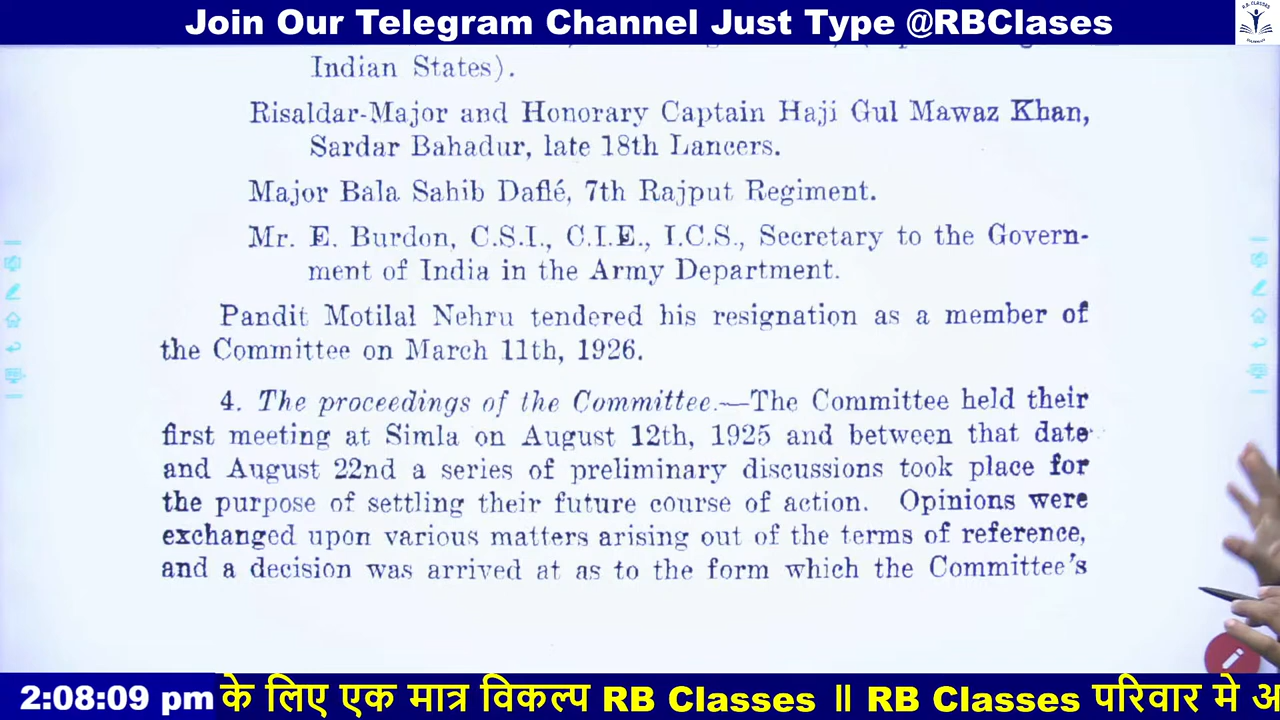 Join Our Telegram Channel Just Type @RBClases
Indian States).
Risaldar-Major and Honorary Captain Haji Gul Mawaz Khan,
Sardar Bahadur, late 18th Lancers.
Major Bala Sahib Daflé, 7th Rajput Regiment.
Mr. E. Burdon, C.S.I., C.I.E., I.C.S., Secretary to the Govern-
ment of India in the Army Department.
Pandit Motilal Nehru tendered his resignation as a member of
the Committee on March 11th, 1926.
4. The proceedings of the Committee.—The Committee held their
first meeting at Simla on August 12th, 1925 and between that date
and August 22nd a series of preliminary discussions took place for
the purpose of settling their future course of action. Opinions were
exchanged upon various matters arising out of the terms of reference,
and a decision was arrived at as to the form which the Committee's
2:08:09 pm के लिए एक मात्र विकल्प RB Classes || RB Classes परिवार मे